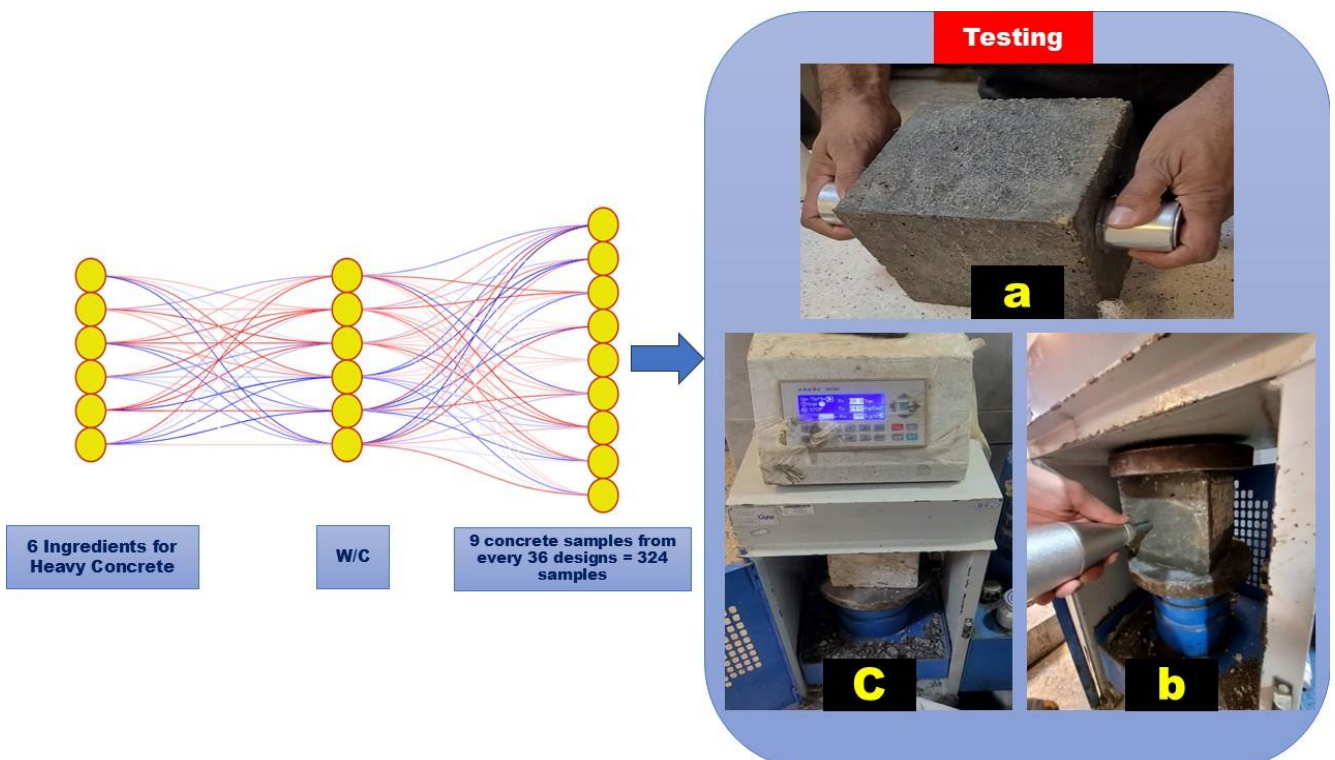 Testing
a
6 Ingredients for
Heavy Concrete
W/C
9 concrete samples from
every 36 designs = 324
samples
C
b